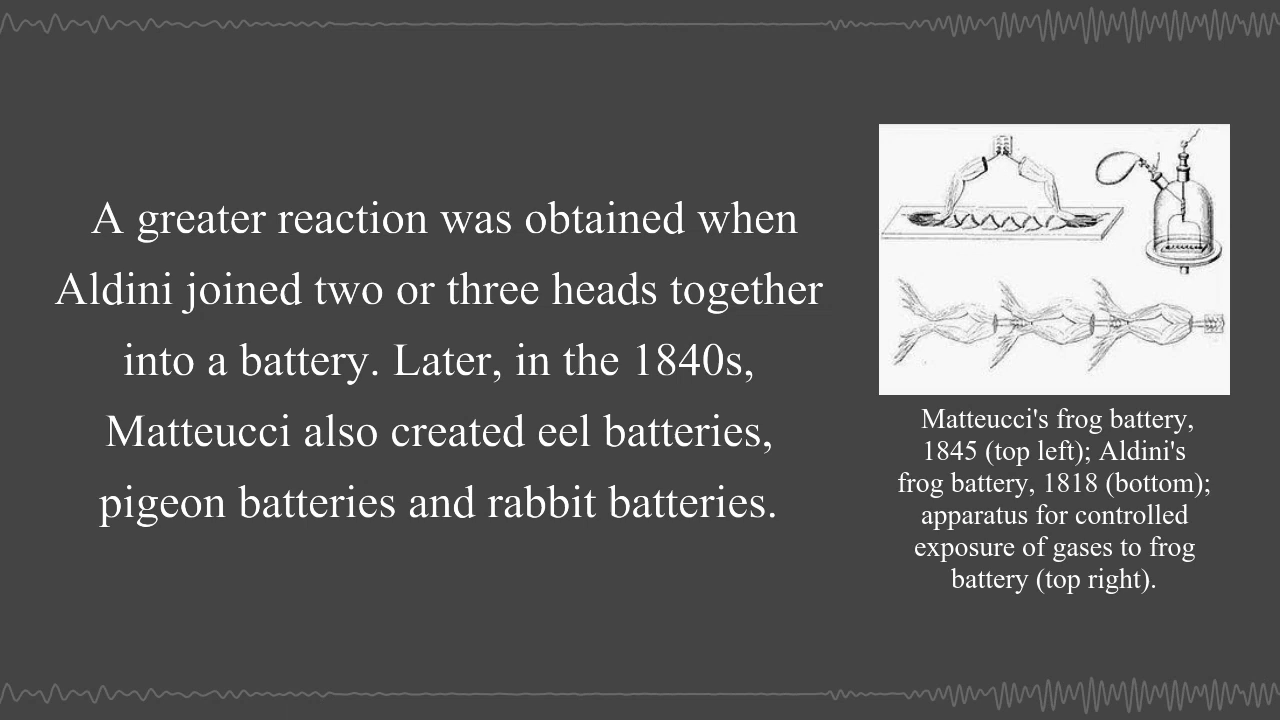 A greater reaction was obtained when
Aldini joined two or three heads together
into a battery. Later, in the 1840s,
Matteucci also created eel batteries,
pigeon batteries and rabbit batteries.
Matteucci's frog battery,
1845 (top left); Aldini's
frog battery, 1818 (bottom);
apparatus for controlled
exposure of gases to frog
battery (top right).